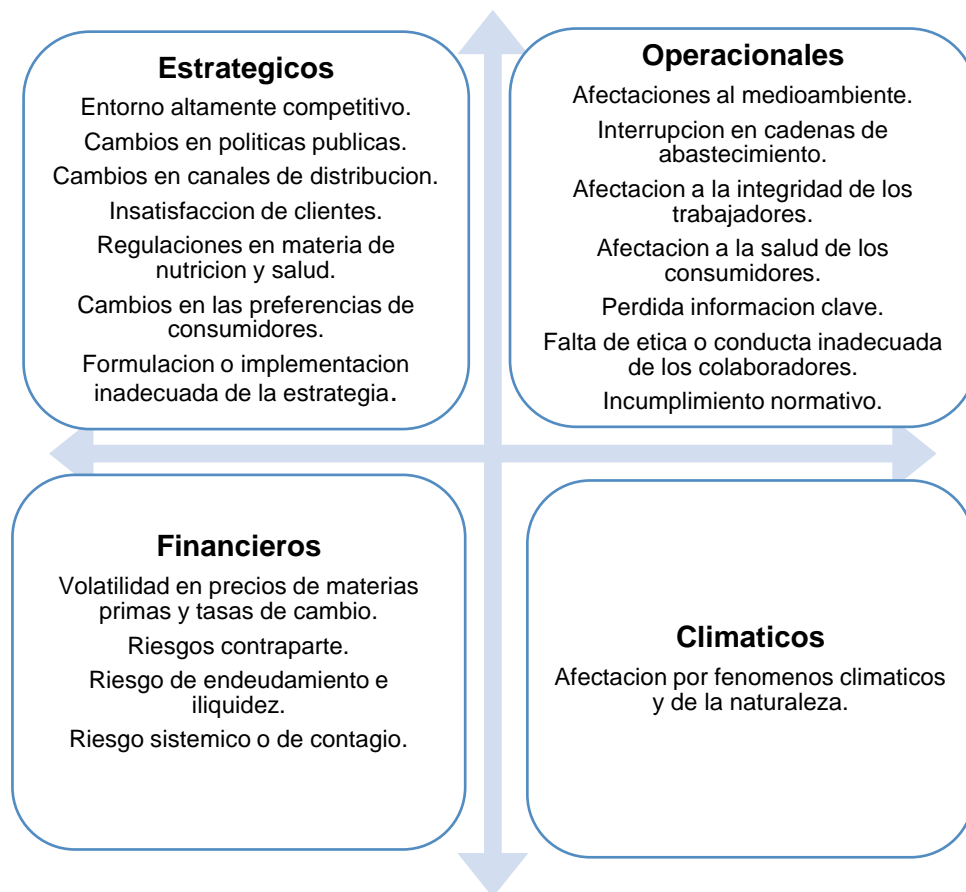 Estrategicos
Entorno altamente competitivo.
Cambios en politicas publicas.
Cambios en canales de distribucion.
Insatisfaccion de clientes.
Regulaciones en materia de
nutricion y salud.
Cambios en las preferencias de
consumidores.
Formulacion o implementacion
inadecuada de la estrategia.
Operacionales
Afectaciones al medioambiente.
Interrupcion en cadenas de
abastecimiento.
Afectacion a la integridad de los
trabajadores.
Afectacion a la salud de los
consumidores.
Perdida informacion clave.
Falta de etica o conducta inadecuada
de los colaboradores.
Incumplimiento normativo.
Financieros
Volatilidad en precios de materias
primas y tasas de cambio.
Riesgos contraparte.
Riesgo de endeudamiento e
iliquidez.
Riesgo sistemico o de contagio.
Climaticos
Afectacion por fenomenos climaticos
y de la naturaleza.